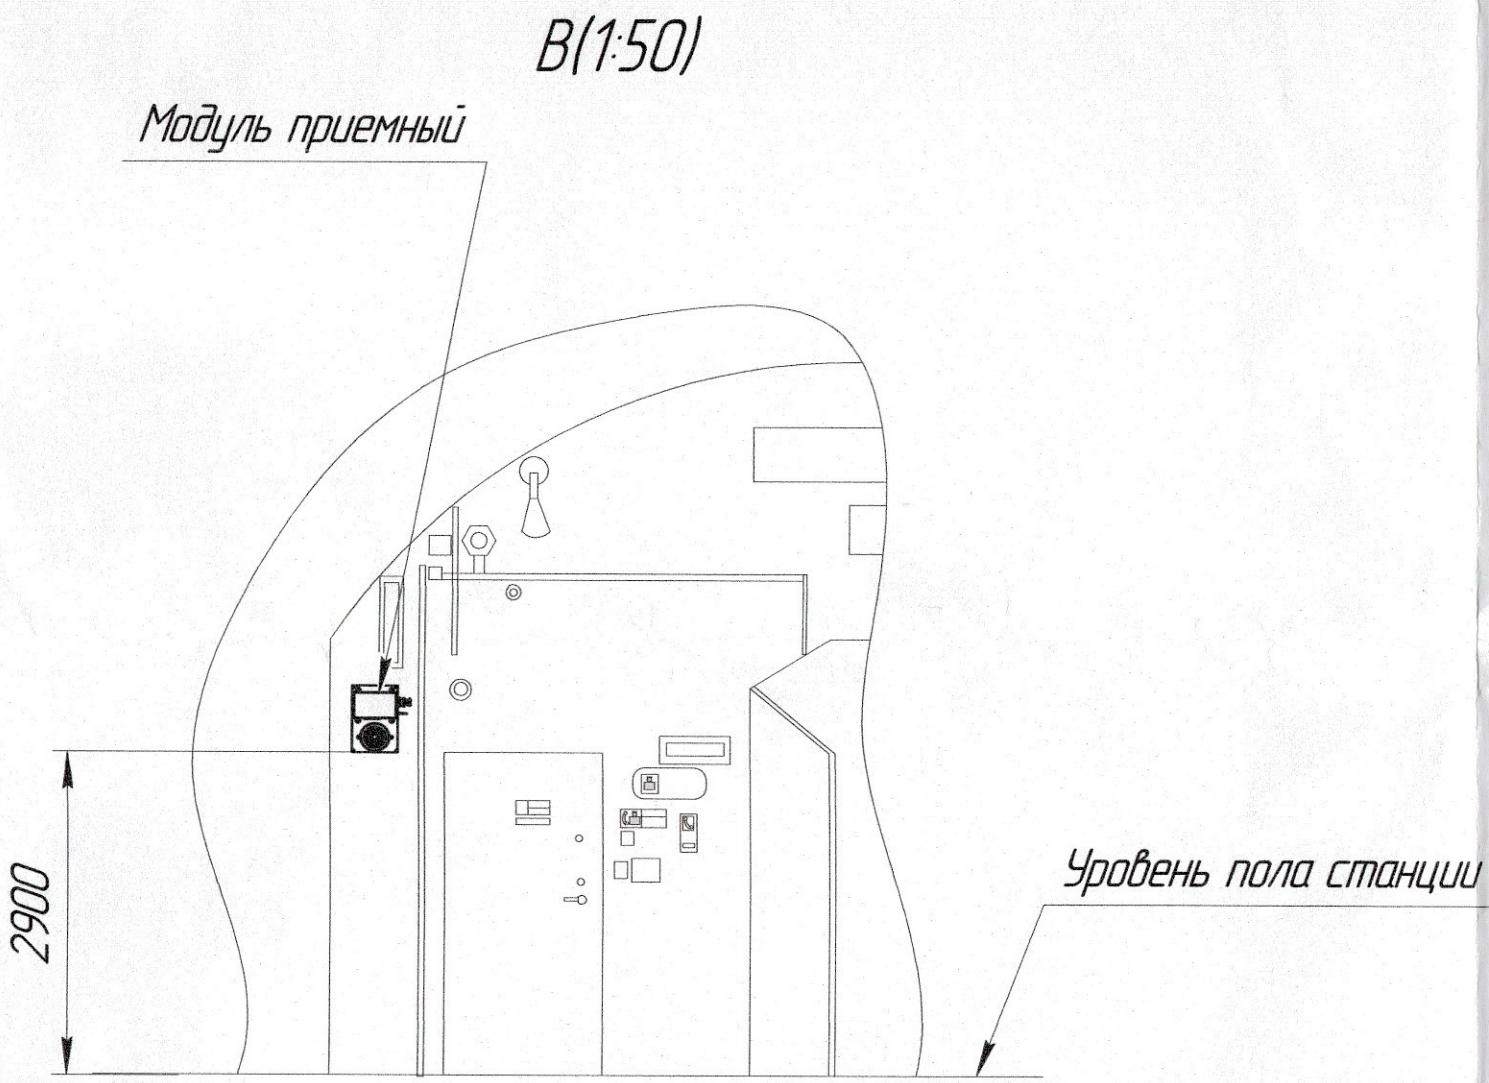 В(1:50)
Модуль приемный
Уровень пола станции
2900